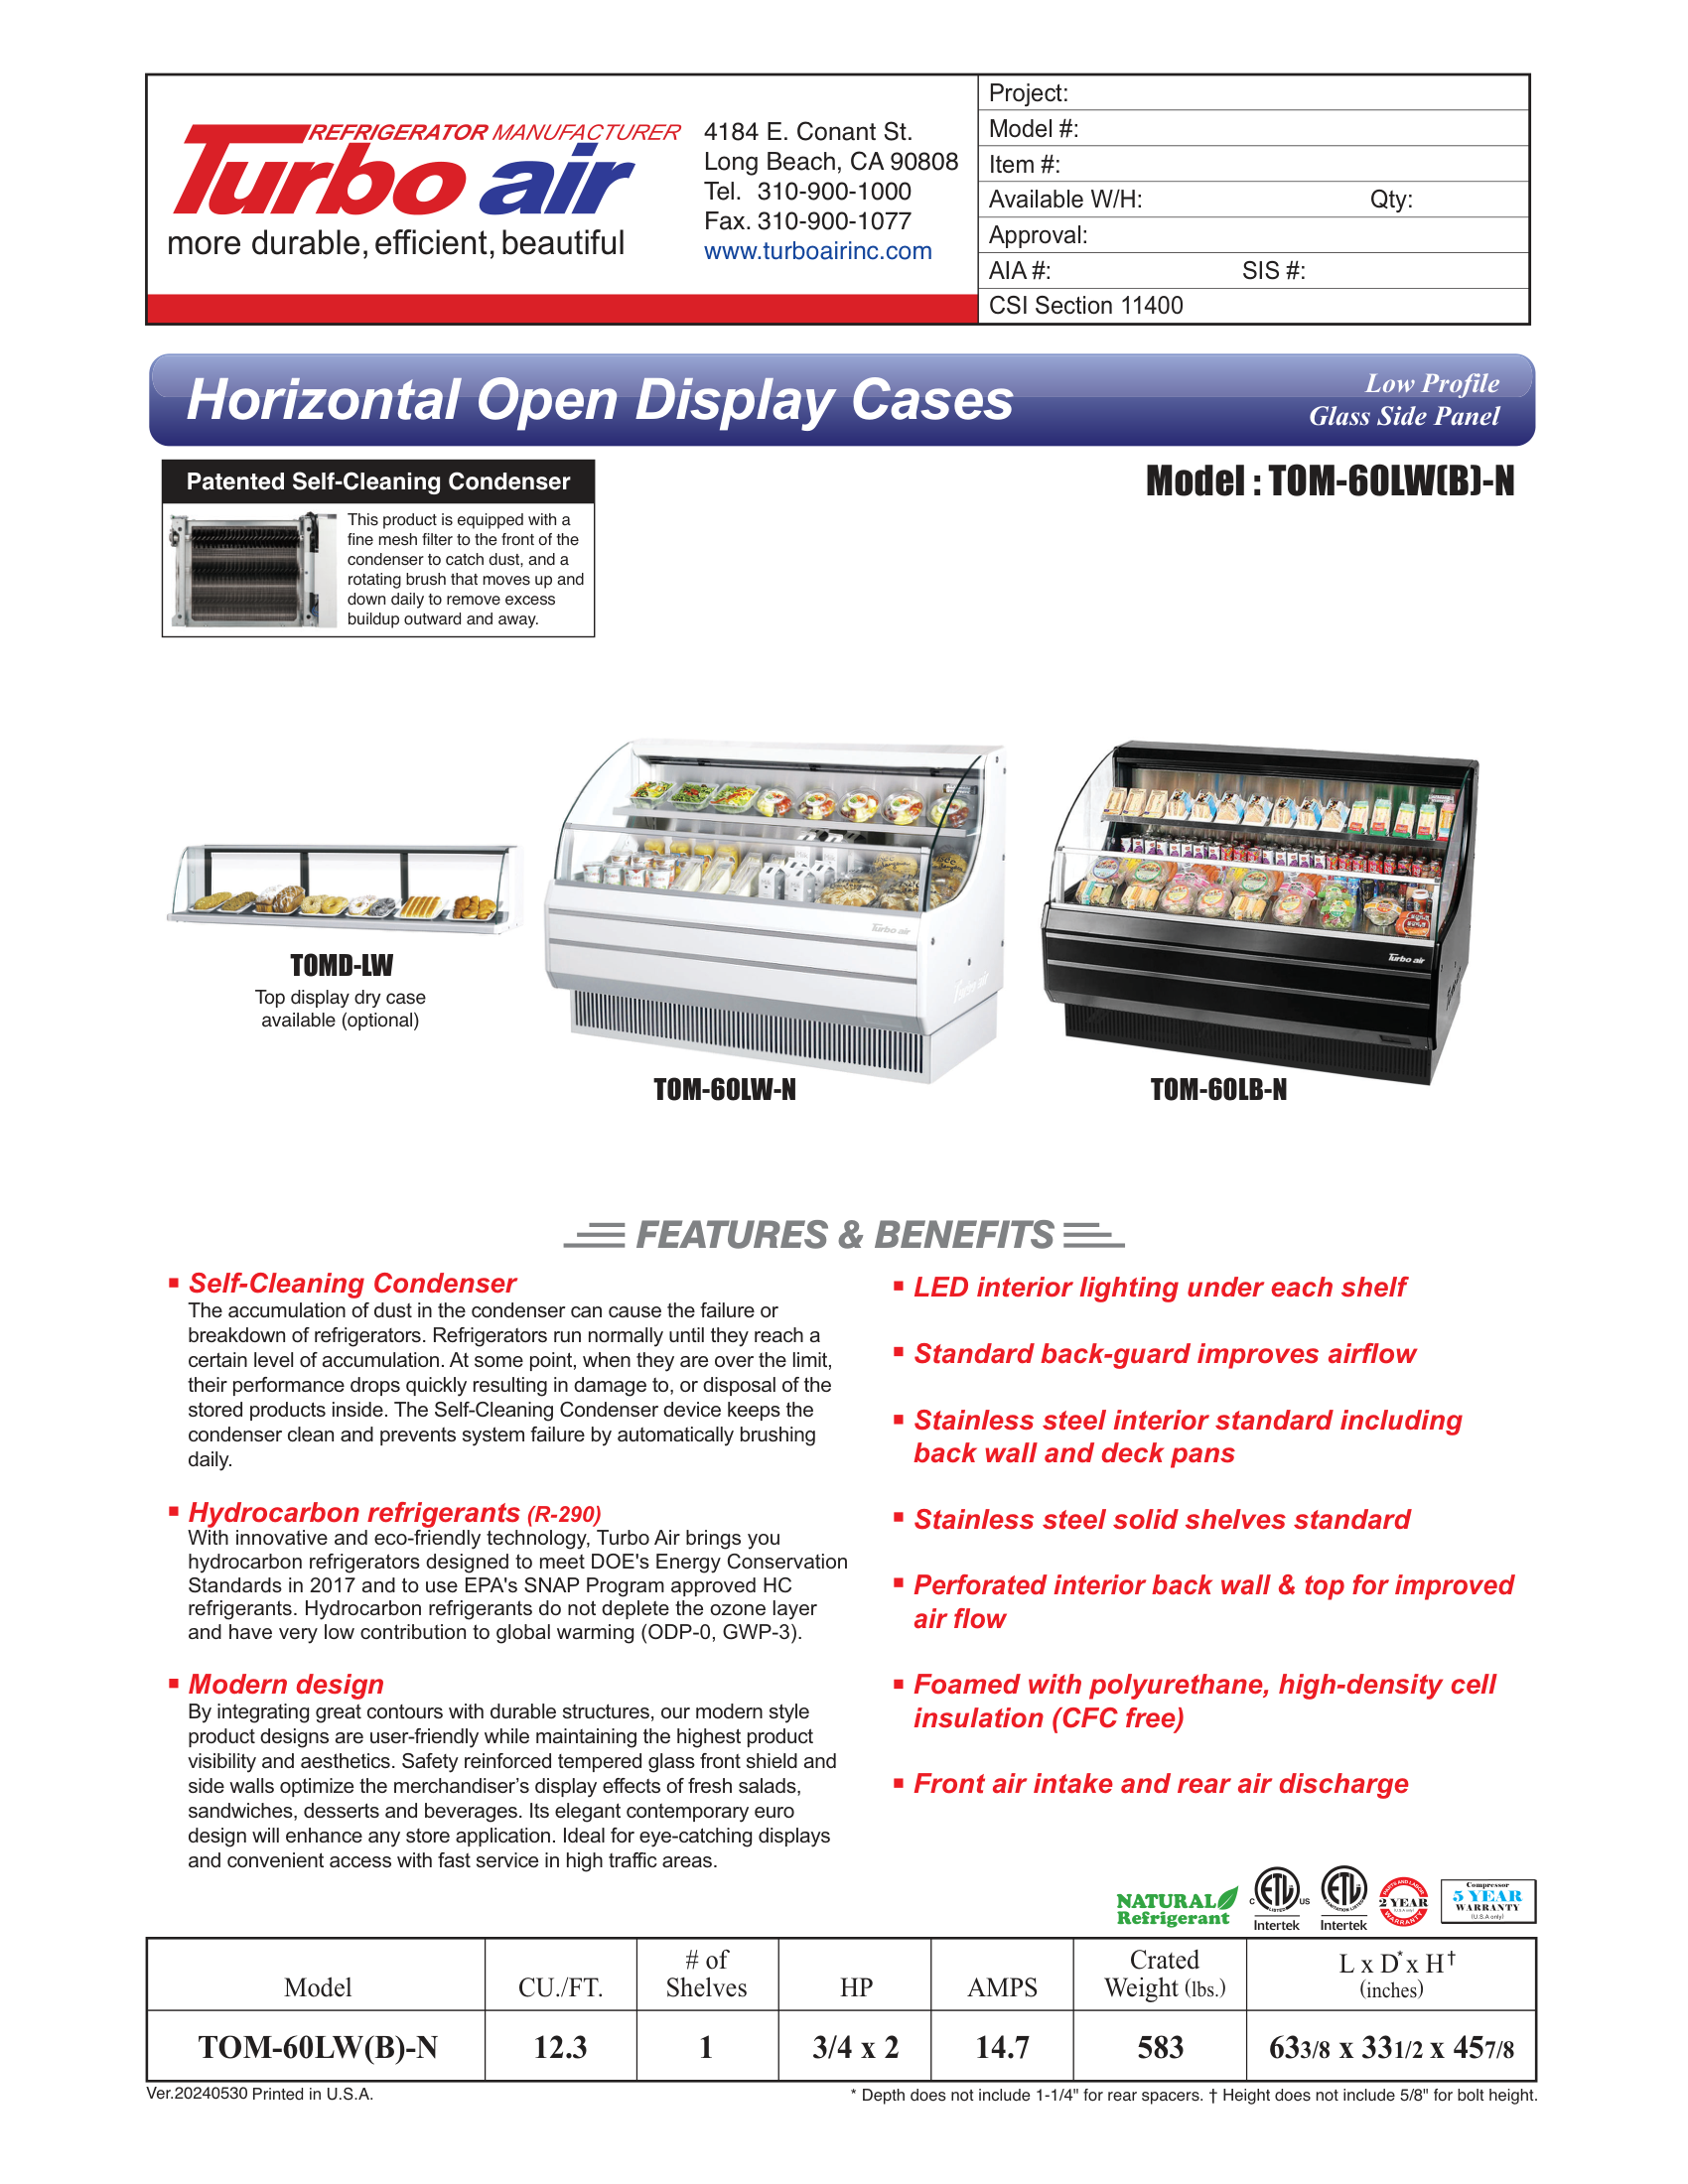 REFRIGERATOR MANUFACTURER
Turbo air
more durable, efficient, beautiful
4184 E. Conant St.
Long Beach, CA 90808
Tel. 310-900-1000
Fax. 310-900-1077
www.turboairinc.com
Project:
Model #:
Item #:
Available W/H: Qty:
Approval:
AIA #: SIS #:
CSI Section 11400
Horizontal Open Display Cases
Low Profile
Glass Side Panel
Patented Self-Cleaning Condenser
This product is equipped with a
fine mesh filter to the front of the
condenser to catch dust, and a
rotating brush that moves up and
down daily to remove excess
buildup outward and away.
Model : TOM-60LW(B)-N
TOMD-LW
Top display dry case
available (optional)
Turbo air
Turbo air
TOM-60LW-N
Turbo air
TOM-60LB-N
FEATURES & BENEFITS
Self-Cleaning Condenser
The accumulation of dust in the condenser can cause the failure or
breakdown of refrigerators. Refrigerators run normally until they reach a
certain level of accumulation. At some point, when they are over the limit,
their performance drops quickly resulting in damage to, or disposal of the
stored products inside. The Self-Cleaning Condenser device keeps the
condenser clean and prevents system failure by automatically brushing
daily.
Hydrocarbon refrigerants (R-290)
With innovative and eco-friendly technology, Turbo Air brings you
hydrocarbon refrigerators designed to meet DOE's Energy Conservation
Standards in 2017 and to use EPA's SNAP Program approved HC
refrigerants. Hydrocarbon refrigerants do not deplete the ozone layer
and have very low contribution to global warming (ODP-0, GWP-3).
Modern design
By integrating great contours with durable structures, our modern style
product designs are user-friendly while maintaining the highest product
visibility and aesthetics. Safety reinforced tempered glass front shield and
side walls optimize the merchandiser's display effects of fresh salads,
sandwiches, desserts and beverages. Its elegant contemporary euro
design will enhance any store application. Ideal for eye-catching displays
and convenient access with fast service in high traffic areas.
LED interior lighting under each shelf
Standard back-guard improves airflow
Stainless steel interior standard including
back wall and deck pans
Stainless steel solid shelves standard
Perforated interior back wall & top for improved
air flow
Foamed with polyurethane, high-density cell
insulation (CFC free)
Front air intake and rear air discharge
NATURAL
Refrigerant
C ETL US
LISTED
Intertek
ETL
SANITATION LISTED
Intertek
PARTS AND LABOR
2 YEAR
(U.S.A only)
WARRANTY
Compressor
5 YEAR
WARRANTY
(U.S.A only)
Model CU./FT. # of Shelves HP AMPS Crated Weight (lbs.) L x D* x H† (inches)
TOM-60LW(B)-N 12.3 1 3/4 x 2 14.7 583 63 3/8 x 33 1/2 x 45 7/8
Ver.20240530 Printed in U.S.A.
* Depth does not include 1-1/4" for rear spacers. † Height does not include 5/8" for bolt height.